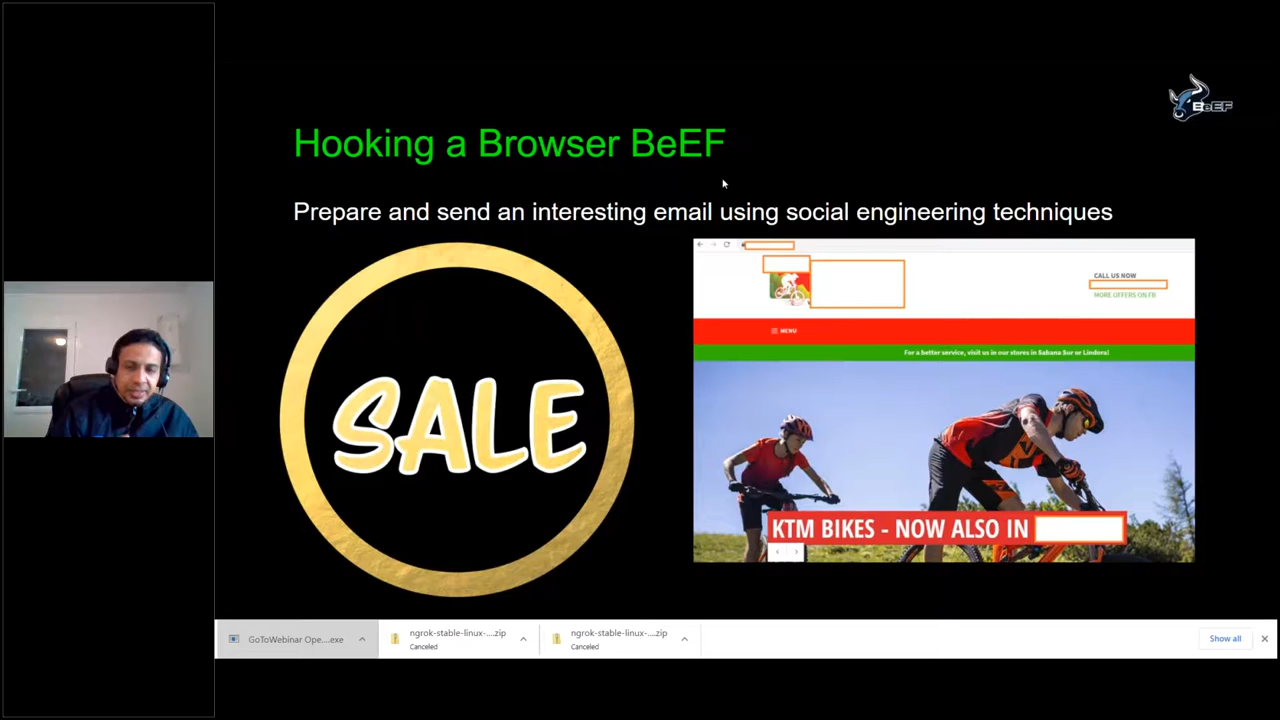 BeEF
Hooking a Browser BeEF
Prepare and send an interesting email using social engineering techniques
SALE
CALL US NOW
MORE OFFERS ON FB
MENU
For a better service, visit us in our stores in Sabana Sur or Lindora!
KTM BIKES - NOW ALSO IN
GoToWebinar Ope....exe
ngrok-stable-linux-....zip
Canceled
ngrok-stable-linux-....zip
Canceled
Show all